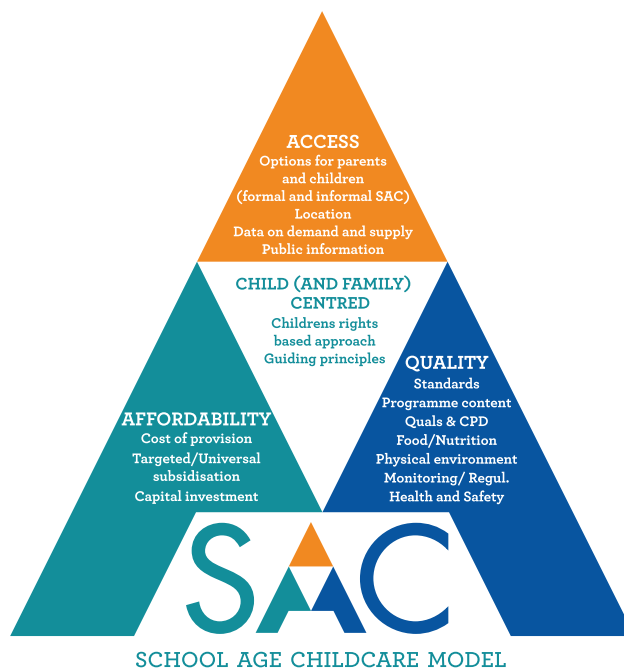 ACCESS
Options for parents
and children
(formal and informal SAC)
Location
Data on demand and supply
Public information
CHILD (AND FAMILY)
CENTRED
Childrens rights
based approach
Guiding principles
QUALITY
Standards
Programme content
Quals & CPD
Food/Nutrition
Physical environment
Monitoring/ Regul.
Health and Safety
AFFORDABILITY
Cost of provision
Targeted/Universal
subsidisation
Capital investment
SAC
SCHOOL AGE CHILDCARE MODEL